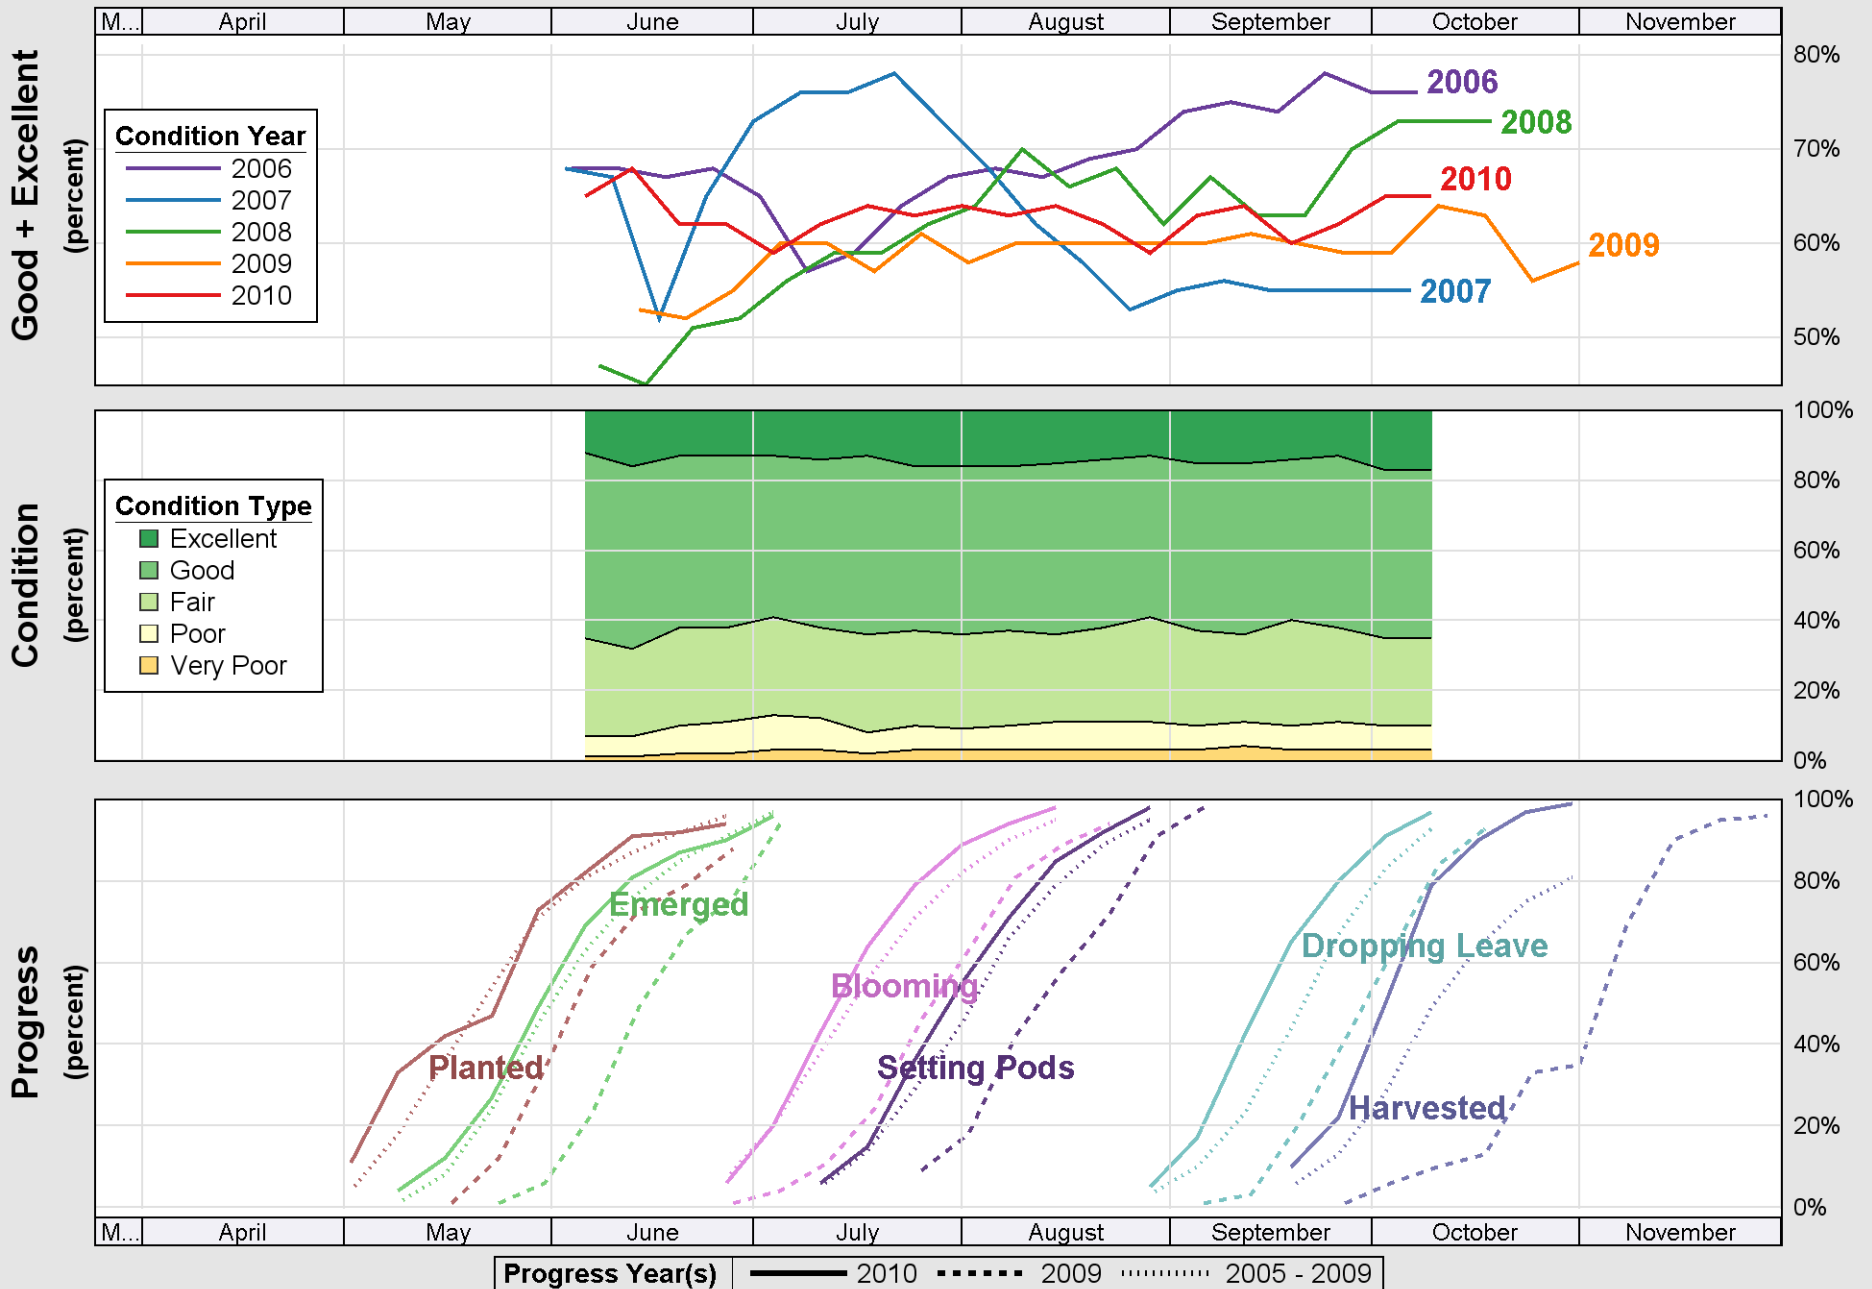 M... April May June July August September October November
Good + Excellent
(percent)
80%
70%
60%
50%
Condition Year
2006
2007
2008
2009
2010
2006
2008
2010
2009
2007
Condition
(percent)
100%
80%
60%
40%
20%
0%
Condition Type
Excellent
Good
Fair
Poor
Very Poor
Progress
(percent)
100%
80%
60%
40%
20%
0%
Emerged
Dropping Leave
Blooming
Planted
Setting Pods
Harvested
M... April May June July August September October November
Progress Year(s) 2010 2009 2005 - 2009